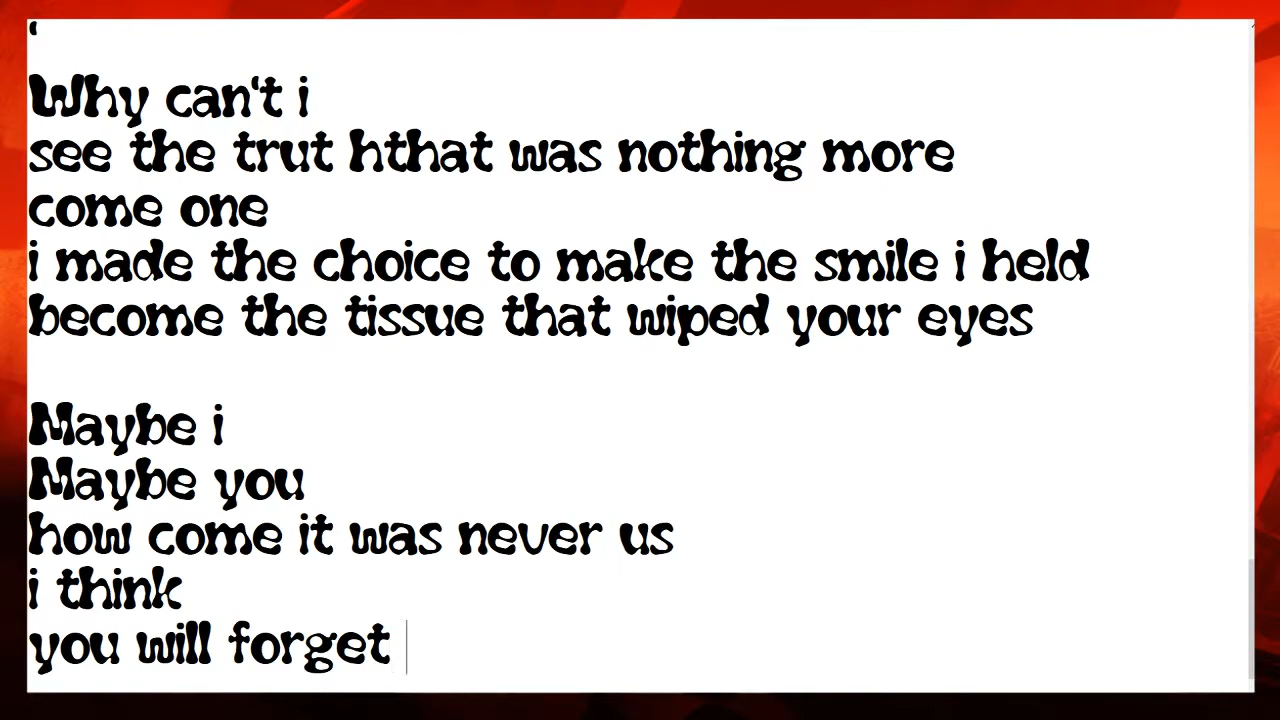 Why can't i
see the trut hthat was nothing more
come one
i made the choice to make the smile i held
become the tissue that wiped your eyes
Maybe i
Maybe you
how come it was never us
i think
you will forget